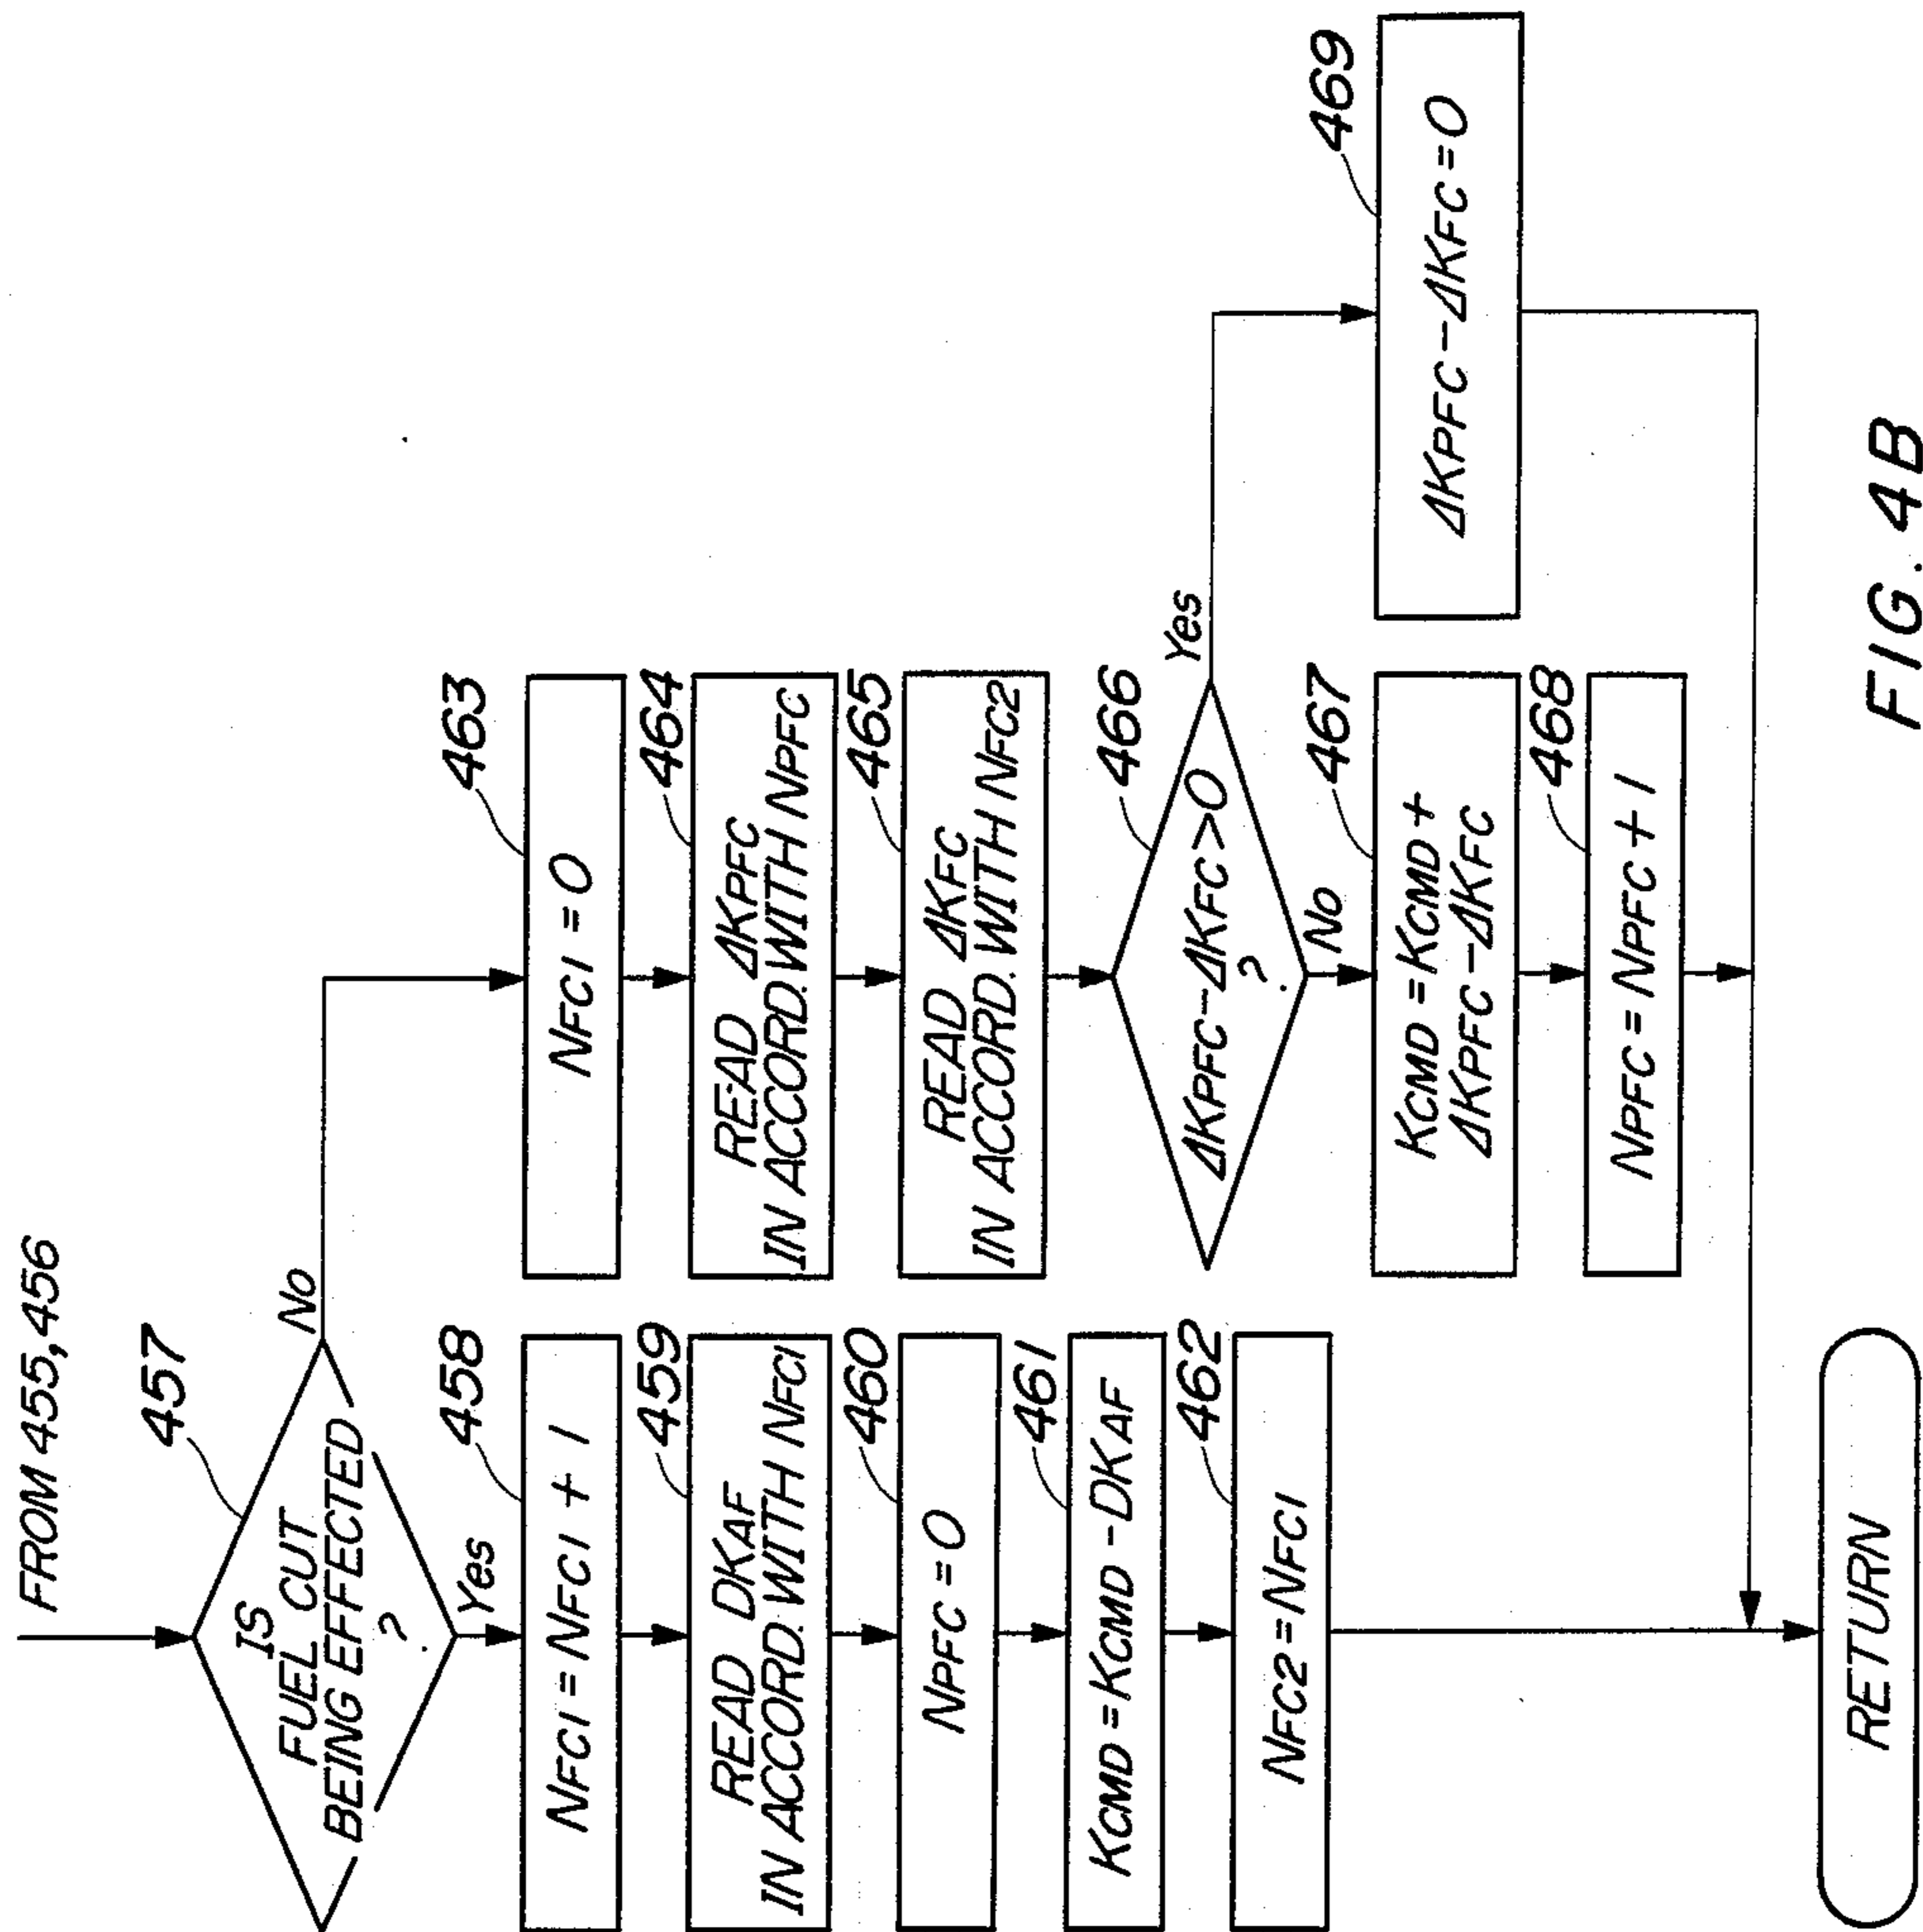 FROM 455, 456
457
IS
FUEL CUT
BEING EFFECTED
?
No
Yes
458
NFC1 = NFC1 + 1
459
READ DKAF
IN ACCORD. WITH NFC1
460
NPFC = 0
461
KCMD = KCMD - DKAF
462
NFC2 = NFC1
463
NFC1 = 0
464
READ ΔKPFC
IN ACCORD. WITH NPFC
465
READ ΔKFC
IN ACCORD. WITH NFC2
466
ΔKPFC - ΔKFC > 0
?
Yes
No
467
KCMD = KCMD +
ΔKPFC - ΔKFC
468
NPFC = NPFC + 1
469
ΔKPFC - ΔKFC = 0
RETURN
FIG. 4B